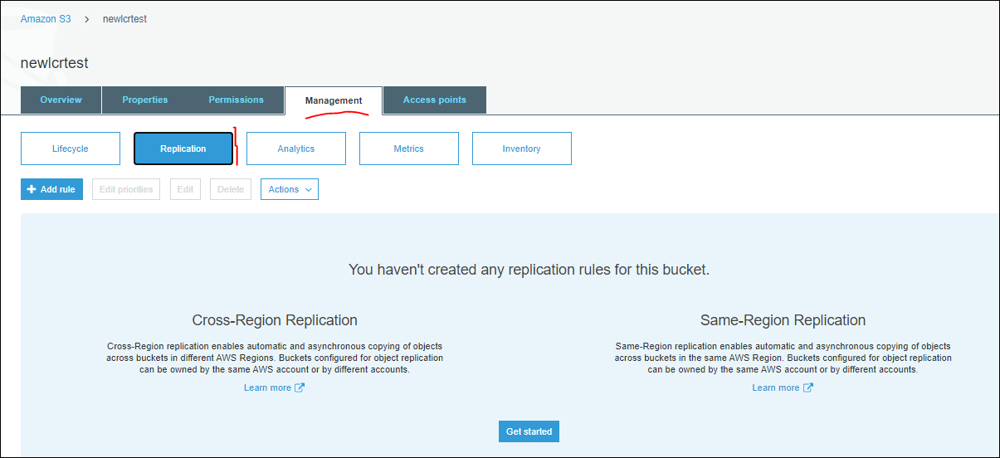 Amazon S3 > newlcrtest
newlcrtest
Overview Properties Permissions Management Access points
Lifecycle Replication Analytics Metrics Inventory
+ Add rule Edit priorities Edit Delete Actions
You haven't created any replication rules for this bucket.
Cross-Region Replication
Cross-Region replication enables automatic and asynchronous copying of objects
across buckets in different AWS Regions. Buckets configured for object replication
can be owned by the same AWS account or by different accounts.
Learn more
Same-Region Replication
Same-Region replication enables automatic and asynchronous copying of objects
across buckets in the same AWS Region. Buckets configured for object replication
can be owned by the same AWS account or by different accounts.
Learn more
Get started